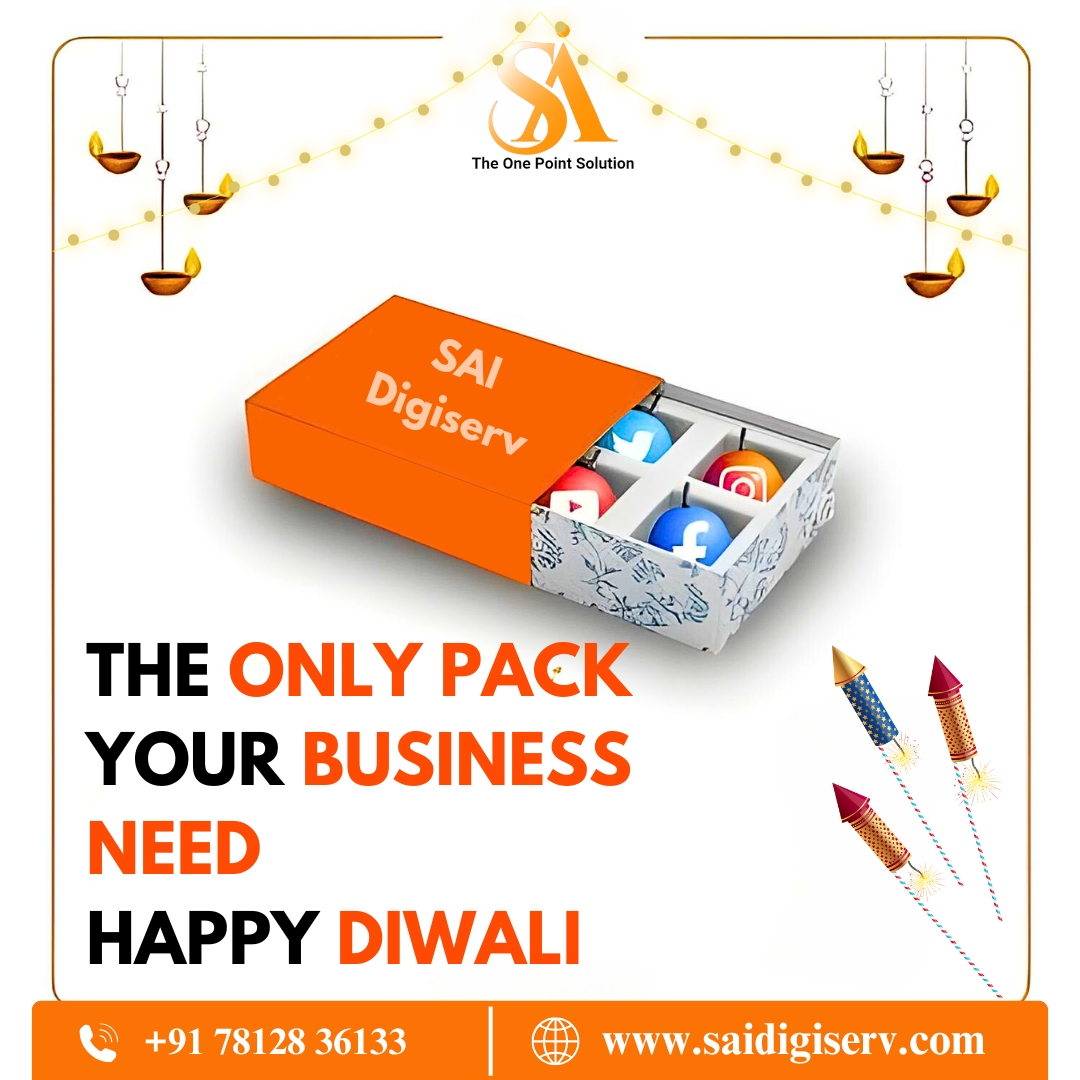 SAI
The One Point Solution
SAI
Digiserv
THE ONLY PACK
YOUR BUSINESS
NEED
HAPPY DIWALI
+91 78128 36133
www.saidigiserv.com